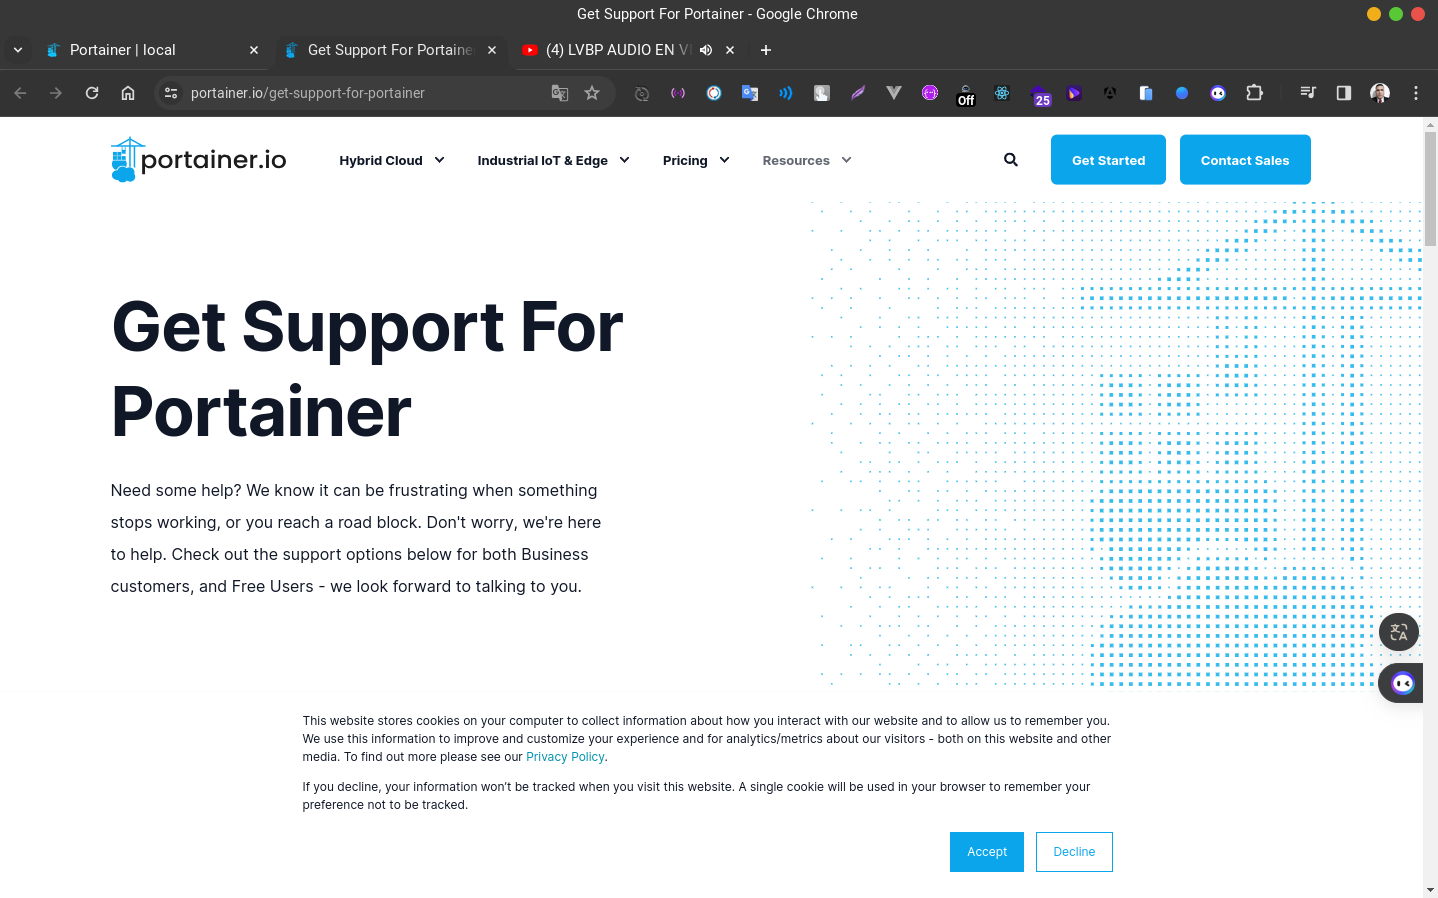 Get Support For Portainer - Google Chrome
Portainer | local
Get Support For Portaine
(4) LVBP AUDIO EN VI
portainer.io/get-support-for-portainer
Off
25
portainer.io
Hybrid Cloud
Industrial IoT & Edge
Pricing
Resources
Get Started
Contact Sales
Get Support For
Portainer
Need some help? We know it can be frustrating when something
stops working, or you reach a road block. Don't worry, we're here
to help. Check out the support options below for both Business
customers, and Free Users - we look forward to talking to you.
This website stores cookies on your computer to collect information about how you interact with our website and to allow us to remember you.
We use this information to improve and customize your experience and for analytics/metrics about our visitors - both on this website and other
media. To find out more please see our Privacy Policy.
If you decline, your information won't be tracked when you visit this website. A single cookie will be used in your browser to remember your
preference not to be tracked.
Accept
Decline